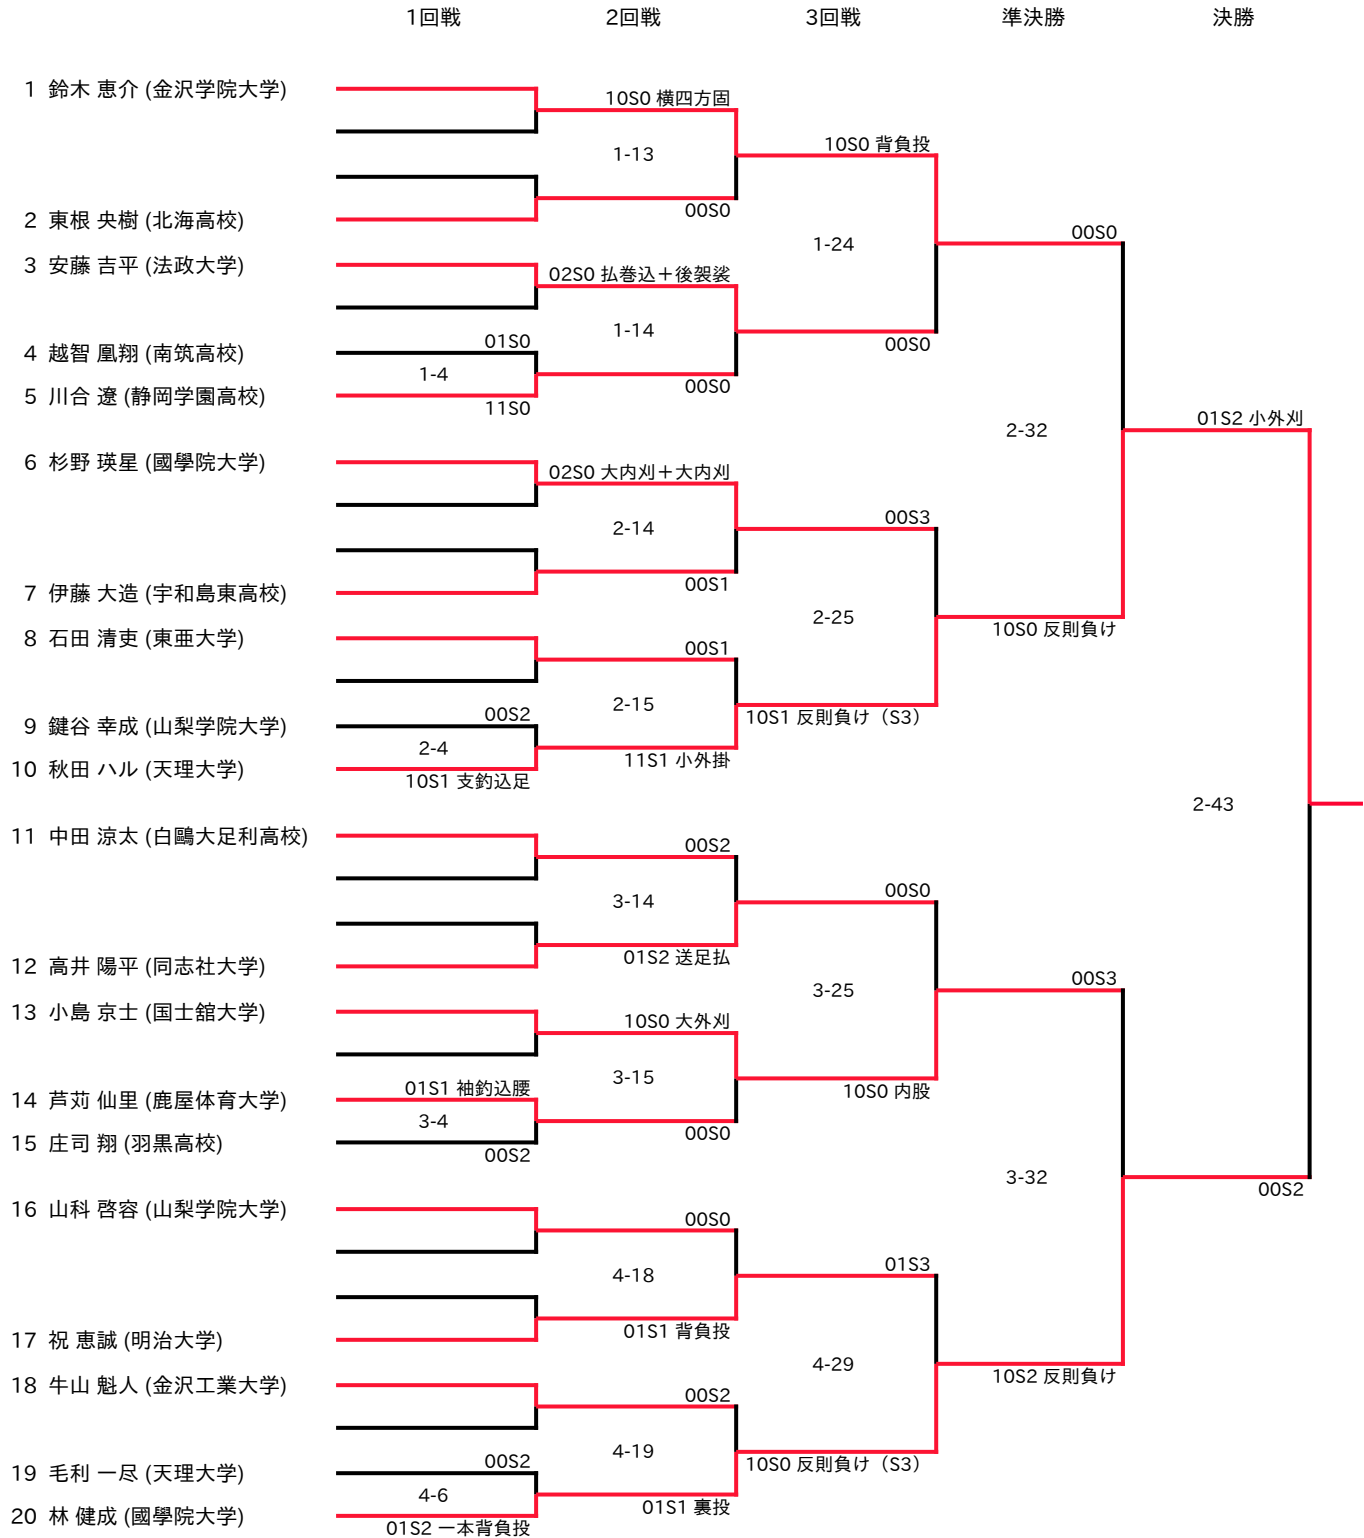 1回戦 2回戦 3回戦 準決勝 決勝
1 鈴木 恵介 (金沢学院大学)
10S0 横四方固
10S0 背負投
1-13
2 東根 央樹 (北海高校)
00S0
00S0
1-24
3 安藤 吉平 (法政大学)
02S0 払巻込+後袈裟
1-14
4 越智 凰翔 (南筑高校)
01S0
00S0
1-4
5 川合 遼 (静岡学園高校)
11S0
00S0
01S2 小外刈
2-32
6 杉野 瑛星 (國學院大学)
02S0 大内刈+大内刈
00S3
2-14
7 伊藤 大造 (宇和島東高校)
00S1
2-25
10S0 反則負け
8 石田 清吏 (東亜大学)
00S1
2-15
10S1 反則負け（S3）
9 鍵谷 幸成 (山梨学院大学)
00S2
2-4
11S1 小外掛
10 秋田 ハル (天理大学)
10S1 支釣込足
2-43
11 中田 涼太 (白鷗大足利高校)
00S2
00S0
3-14
01S2 送足払
12 高井 陽平 (同志社大学)
00S3
3-25
13 小島 京士 (国士舘大学)
10S0 大外刈
3-15
10S0 内股
14 芦苅 仙里 (鹿屋体育大学)
01S1 袖釣込腰
3-4
00S0
15 庄司 翔 (羽黒高校)
00S2
3-32
00S2
16 山科 啓容 (山梨学院大学)
00S0
01S3
4-18
01S1 背負投
17 祝 恵誠 (明治大学)
4-29
10S2 反則負け
18 牛山 魁人 (金沢工業大学)
00S2
4-19
10S0 反則負け（S3）
19 毛利 一尽 (天理大学)
00S2
4-6
01S1 裏投
20 林 健成 (國學院大学)
01S2 一本背負投